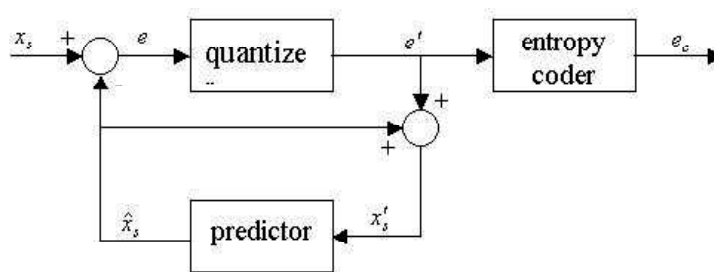 x_s + e quantize e' entropy coder e_c
..
-
+
+
x̂_s predictor x'_s